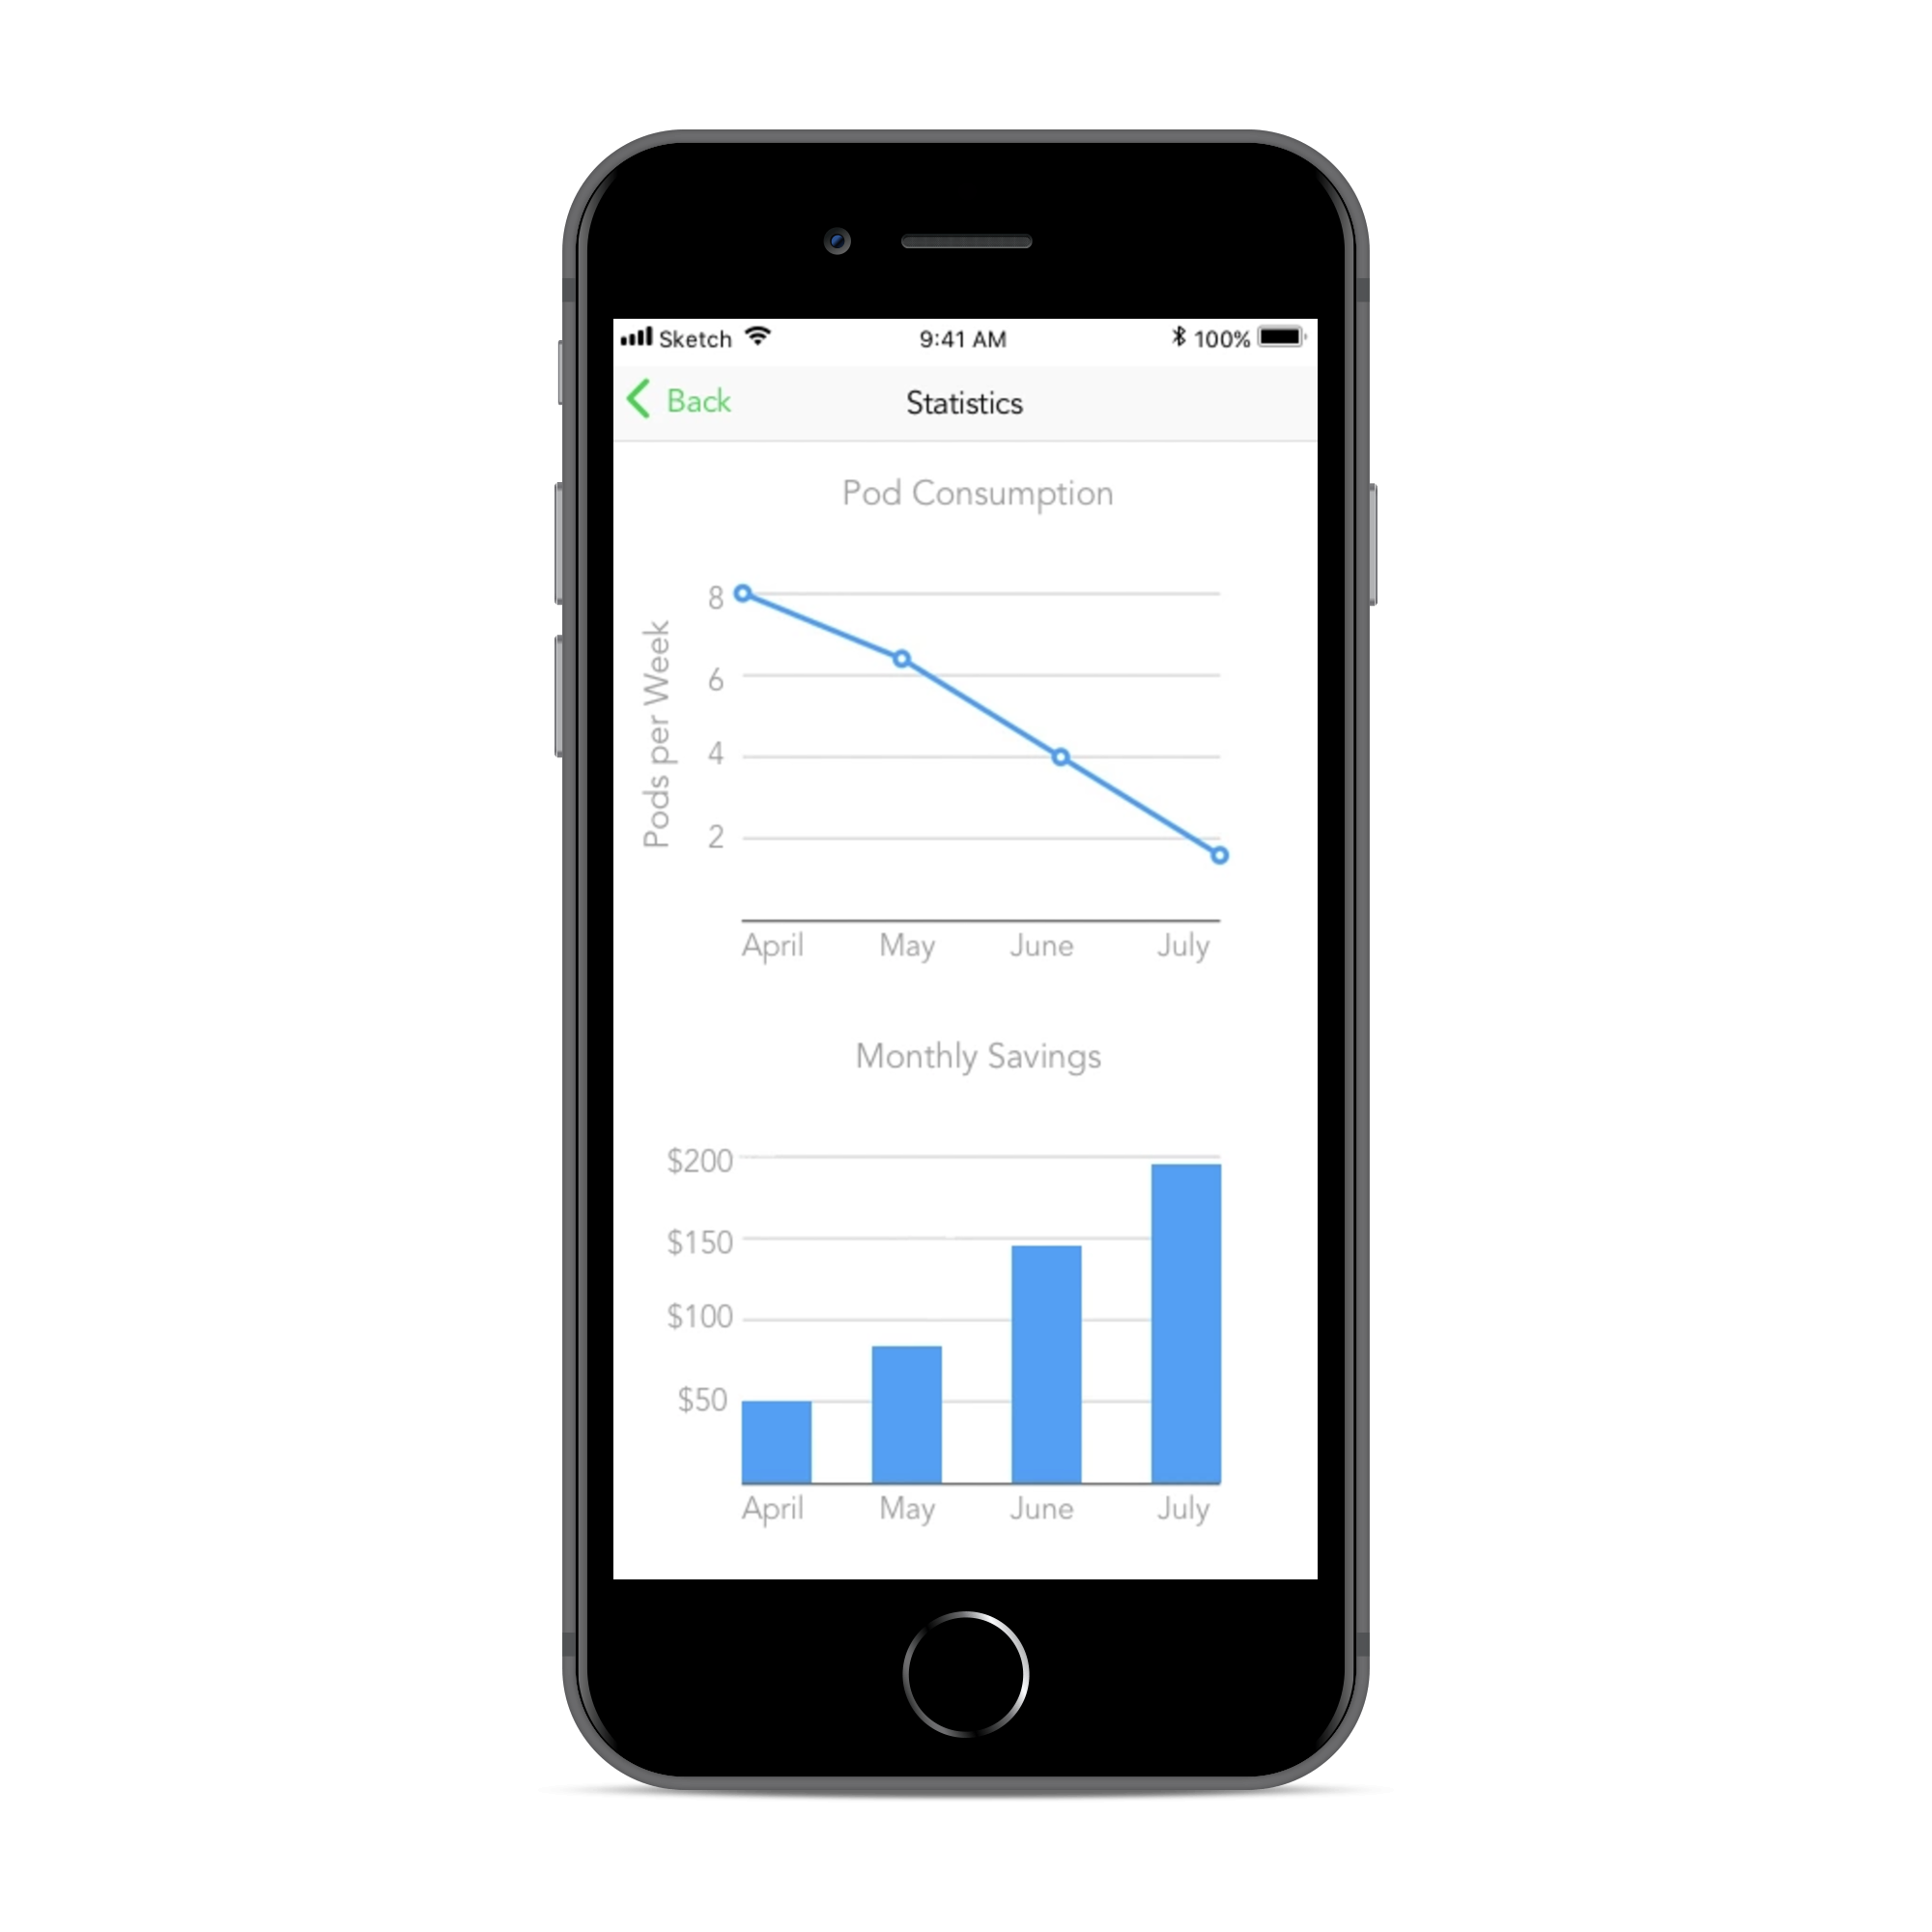 Sketch 9:41 AM 100%
Back Statistics
Pod Consumption
Pods per Week
8
6
4
2
April May June July
Monthly Savings
$200
$150
$100
$50
April May June July